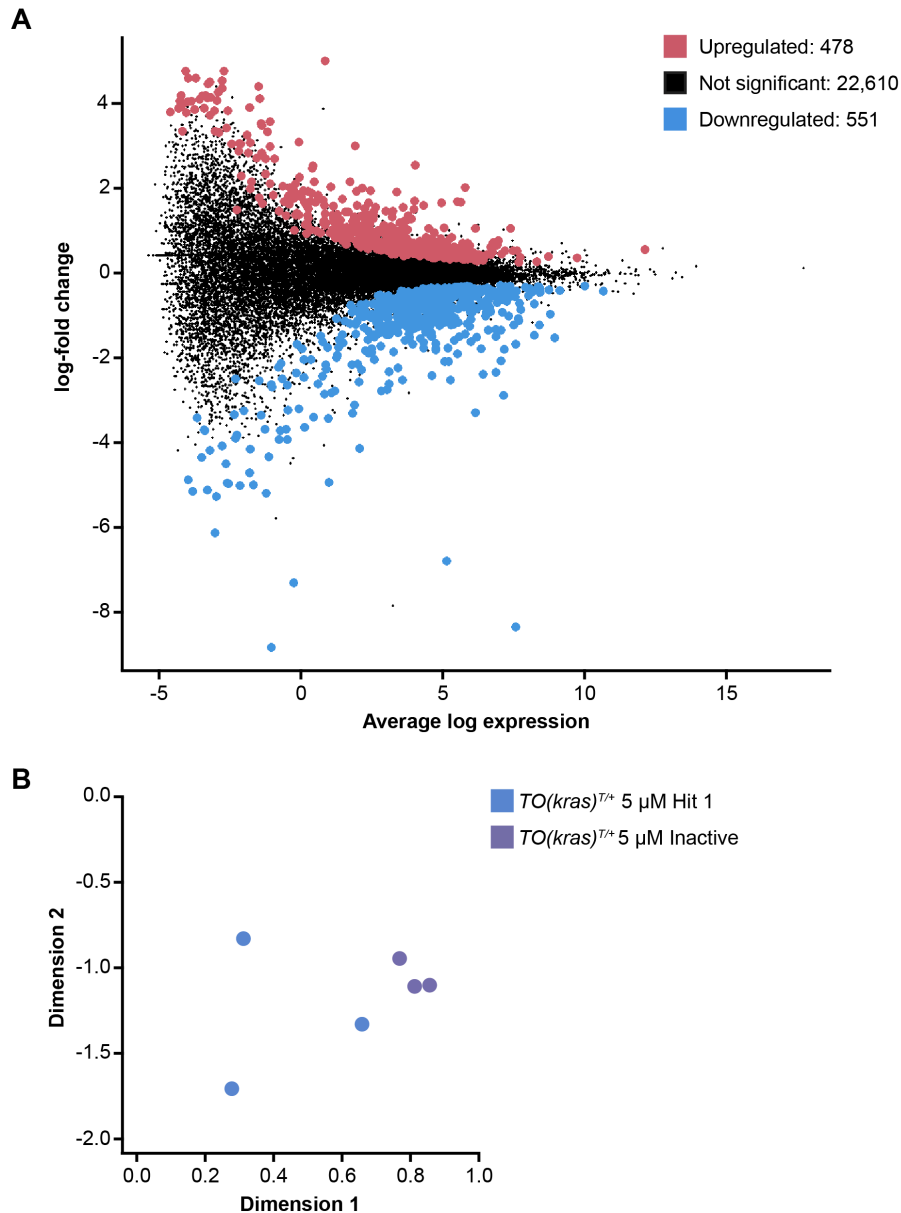 A
Upregulated: 478
Not significant: 22,610
Downregulated: 551
4
2
0
-2
-4
-6
-8
log-fold change
-5 0 5 10 15
Average log expression
B
TO(kras)ᵀ/⁺ 5 µM Hit 1
TO(kras)ᵀ/⁺ 5 µM Inactive
0.0
-0.5
-1.0
-1.5
-2.0
Dimension 2
0.0 0.2 0.4 0.6 0.8 1.0
Dimension 1